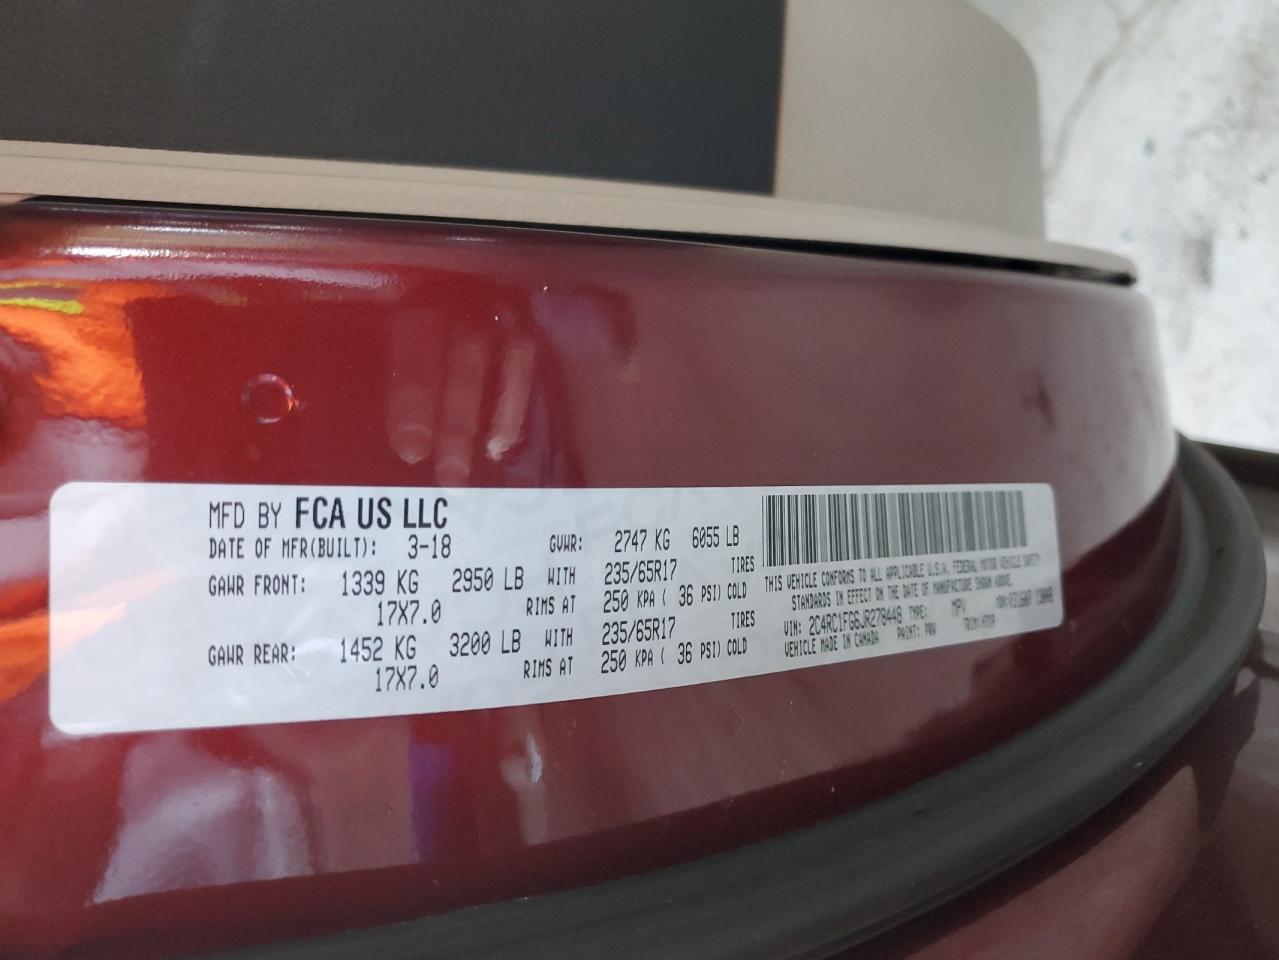 MFD BY FCA US LLC
DATE OF MFR(BUILT): 3-18 GVWR: 2747 KG 6055 LB
GAWR FRONT: 1339 KG 2950 LB WITH 235/65R17 TIRES
17X7.0 RIMS AT 250 KPA ( 36 PSI) COLD
GAWR REAR: 1452 KG 3200 LB WITH 235/65R17 TIRES
17X7.0 RIMS AT 250 KPA ( 36 PSI) COLD
THIS VEHICLE CONFORMS TO ALL APPLICABLE U.S.A. FEDERAL MOTOR VEHICLE SAFETY
STANDARDS IN EFFECT ON THE DATE OF MANUFACTURE SHOWN ABOVE.
VIN: 2C4RC1FG6JR278448 TYPE: MPV
VEHICLE MADE IN CANADA PAINT: PRV